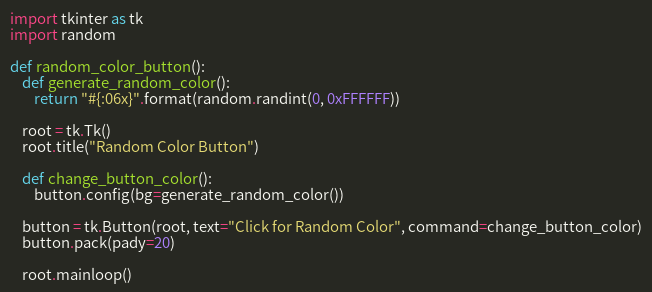 import tkinter as tk
import random

def random_color_button():
    def generate_random_color():
        return "#{:06x}".format(random.randint(0, 0xFFFFFF))

    root = tk.Tk()
    root.title("Random Color Button")

    def change_button_color():
        button.config(bg=generate_random_color())

    button = tk.Button(root, text="Click for Random Color", command=change_button_color)
    button.pack(pady=20)

    root.mainloop()